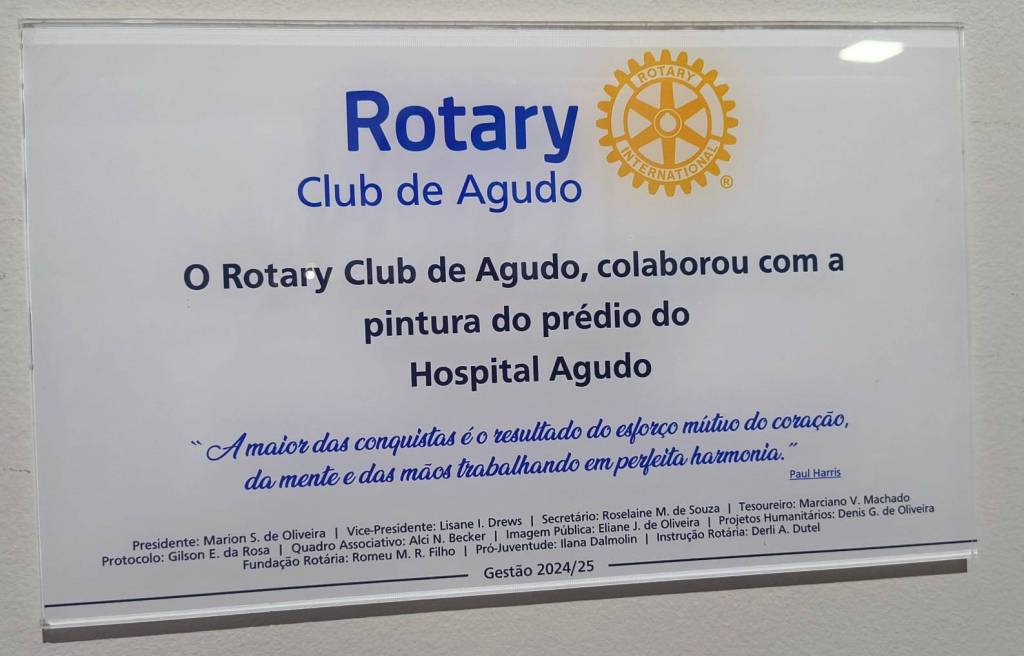 Rotary
Club de Agudo
ROTARY
INTERNATIONAL
®
O Rotary Club de Agudo, colaborou com a
pintura do prédio do
Hospital Agudo
“A maior das conquistas é o resultado do esforço mútuo do coração,
da mente e das mãos trabalhando em perfeita harmonia.”
Paul Harris
Presidente: Marion S. de Oliveira | Vice-Presidente: Lisane I. Drews | Secretário: Roselaine M. de Souza | Tesoureiro: Marciano V. Machado
Protocolo: Gilson E. da Rosa | Quadro Associativo: Alci N. Becker | Imagem Pública: Eliane J. de Oliveira | Projetos Humanitários: Denis G. de Oliveira
Fundação Rotária: Romeu M. R. Filho | Pró-Juventude: Ilana Dalmolin | Instrução Rotária: Derli A. Dutel
Gestão 2024/25